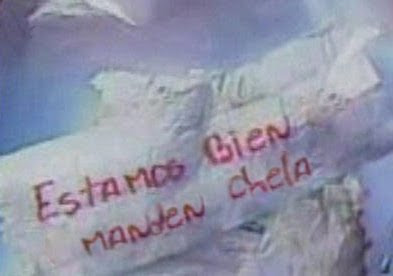 Estamos Bien
manden chela